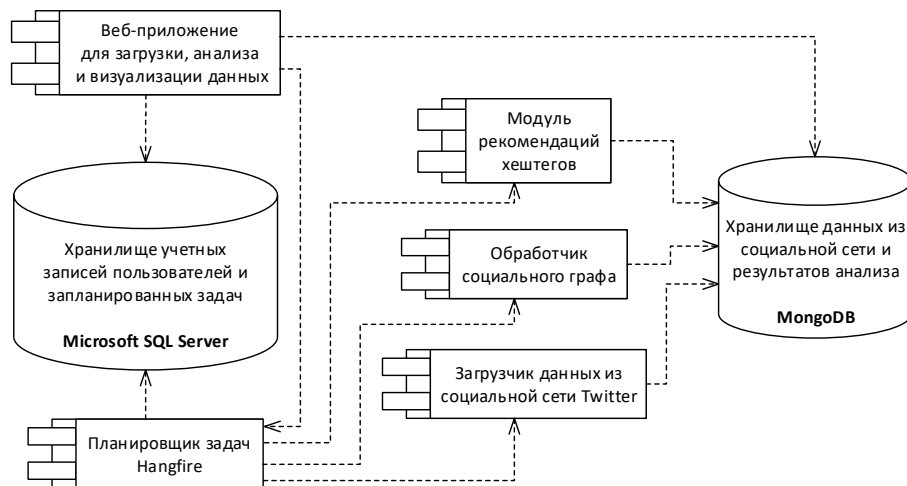 Веб-приложение
для загрузки, анализа
и визуализации данных
Модуль
рекомендаций
хештегов
Хранилище учетных
записей пользователей и
запланированных задач
Microsoft SQL Server
Обработчик
социального графа
Хранилище данных из
социальной сети и
результатов анализа
MongoDB
Загрузчик данных из
социальной сети Twitter
Планировщик задач
Hangfire